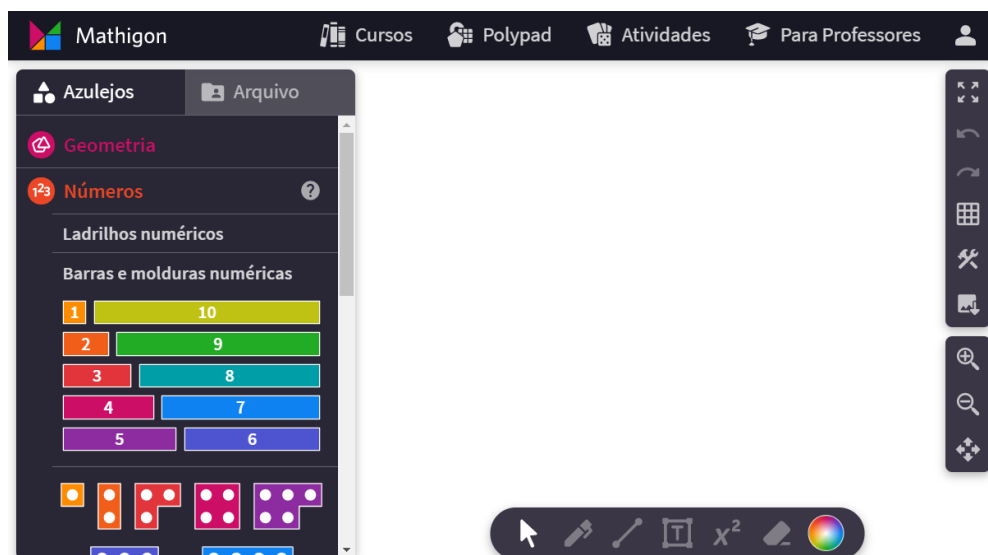 Mathigon Cursos Polypad Atividades Para Professores
Azulejos Arquivo
Geometria
123 Números ?
Ladrilhos numéricos
Barras e molduras numéricas
1 10
2 9
3 8
4 7
5 6
T x²